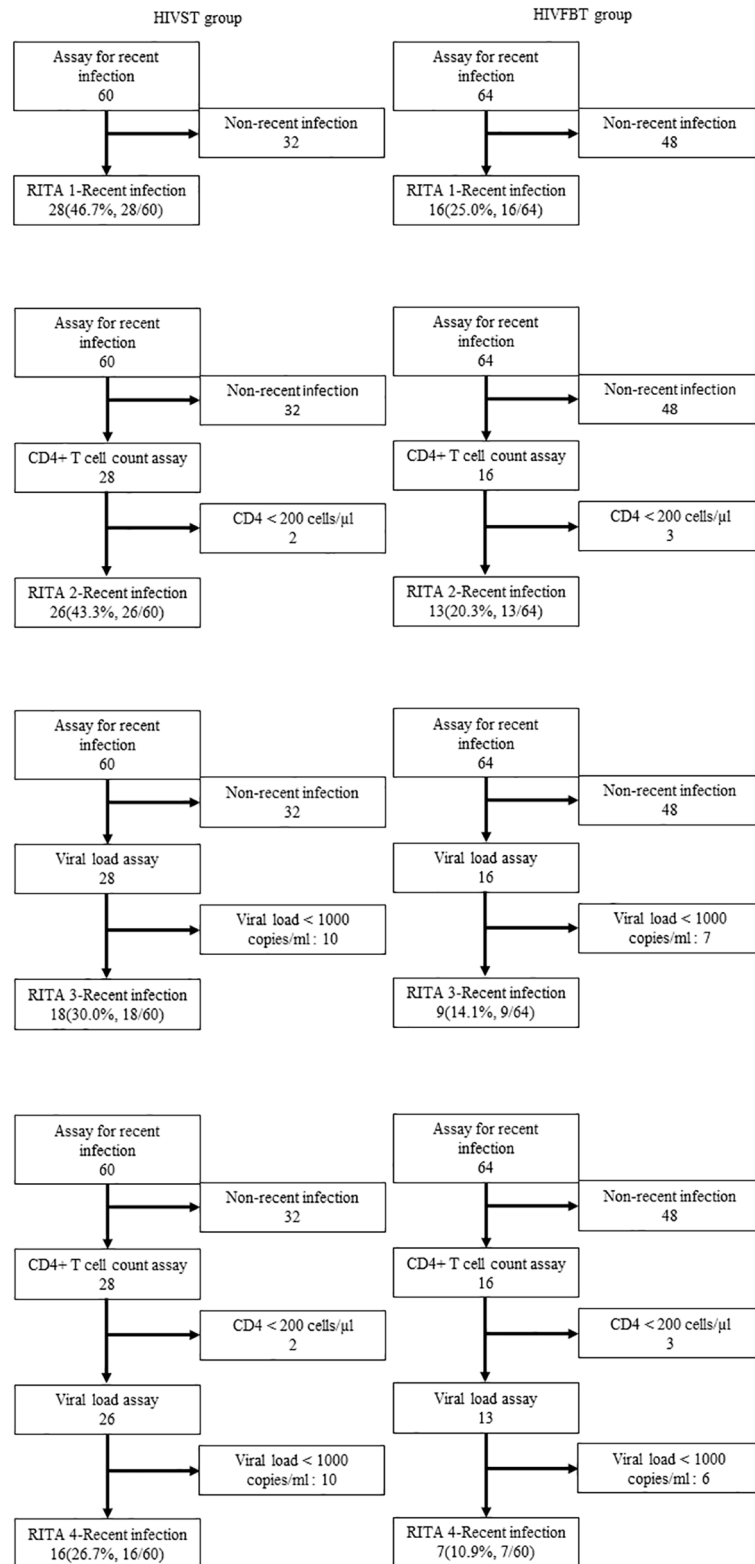 HIVST group
HIVFBT group
Assay for recent
infection
60
Non-recent infection
32
RITA 1-Recent infection
28(46.7%, 28/60)
Assay for recent
infection
64
Non-recent infection
48
RITA 1-Recent infection
16(25.0%, 16/64)
Assay for recent
infection
60
Non-recent infection
32
CD4+ T cell count assay
28
CD4 < 200 cells/μl
2
RITA 2-Recent infection
26(43.3%, 26/60)
Assay for recent
infection
64
Non-recent infection
48
CD4+ T cell count assay
16
CD4 < 200 cells/μl
3
RITA 2-Recent infection
13(20.3%, 13/64)
Assay for recent
infection
60
Non-recent infection
32
Viral load assay
28
Viral load < 1000
copies/ml : 10
RITA 3-Recent infection
18(30.0%, 18/60)
Assay for recent
infection
64
Non-recent infection
48
Viral load assay
16
Viral load < 1000
copies/ml : 7
RITA 3-Recent infection
9(14.1%, 9/64)
Assay for recent
infection
60
Non-recent infection
32
CD4+ T cell count assay
28
CD4 < 200 cells/μl
2
Viral load assay
26
Viral load < 1000
copies/ml : 10
RITA 4-Recent infection
16(26.7%, 16/60)
Assay for recent
infection
64
Non-recent infection
48
CD4+ T cell count assay
16
CD4 < 200 cells/μl
3
Viral load assay
13
Viral load < 1000
copies/ml : 6
RITA 4-Recent infection
7(10.9%, 7/60)